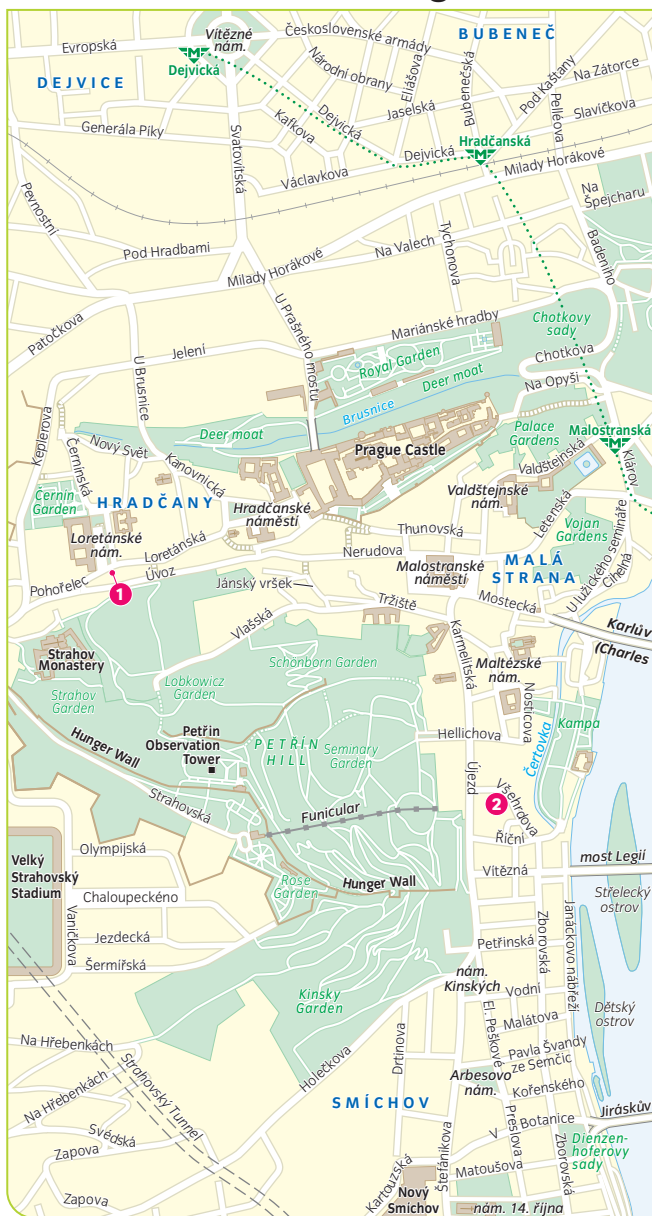 Vítězné
nám.
Evropská
Československé armády
BUBENEČ
M
Dejvická
DEJVICE
Národní obrany
Eliášova
Bubenečská
Pod Kaštany
Na Zátorce
Pelléova
Jaselská
Slavíčkova
Generála Píky
Kafkova
Dejvická
Svatovítská
Hradčanská
M
Dejvická
Milady Horákové
Václavkova
Pevnostní
Na
Špejcharu
Badeniho
Pod Hradbami
Na Valech
Tychonova
Milady Horákové
Patočkova
U Prašného mostu
Mariánské hradby
Chotkovy
sady
Jelení
Royal Garden
Chotkova
U Brusnice
Deer moat
Na Opyši
Brusnice
Keplerova
Nový Svět
Deer moat
Prague Castle
Palace
Gardens
Malostranská
M
Černínská
Kanovnická
Valdštejnská
Klárov
Černín
Garden
HRADČANY
Hradčanské
náměstí
Valdštejnské
nám.
Letenská
Loretánské
nám.
Loretánská
Thunovská
Vojan
Gardens
U lužického semináře
Nerudova
Malostranské
náměstí
MALÁ
STRANA
Cihelná
Pohořelec
Úvoz
Jánský vršek
1
Tržiště
Mostecká
Vlašská
Karmelitská
Karlův
(Charles
Strahov
Monastery
Schönborn Garden
Maltézské
nám.
Lobkowicz
Garden
Strahov
Garden
Nosticova
Kampa
Hunger Wall
Petřín
Observation
Tower
PETŘÍN
HILL
Seminary
Garden
Hellichova
Čertovka
Újezd
Strahovská
Funicular
2
Všehrdova
Říční
Olympijská
most Legií
Velký
Strahovský
Stadium
Vítězná
Rose
Garden
Hunger Wall
Střelecký
ostrov
Chaloupeckého
Vaníčkova
Jezdecká
Zborovská
Janáčkovo nábřeží
Petřinská
Šermířská
nám.
Kinských
Kinsky
Garden
Vodní
Dětský
ostrov
Malátova
El. Peškové
Na Hřebenkách
Holečkova
Drtinova
Pavla Švandy
ze Semčic
Strahovský Tunnel
Arbesovo
nám.
Kořenského
Na Hřebenkách
SMÍCHOV
Jiráskův
V Botanice
Preslova
Štefánikova
Švédská
Dienzen-
hoferovy
sady
Zapova
Zborovská
Matoušova
Kartouzská
Zapova
Nový
Smíchov
nám. 14. října